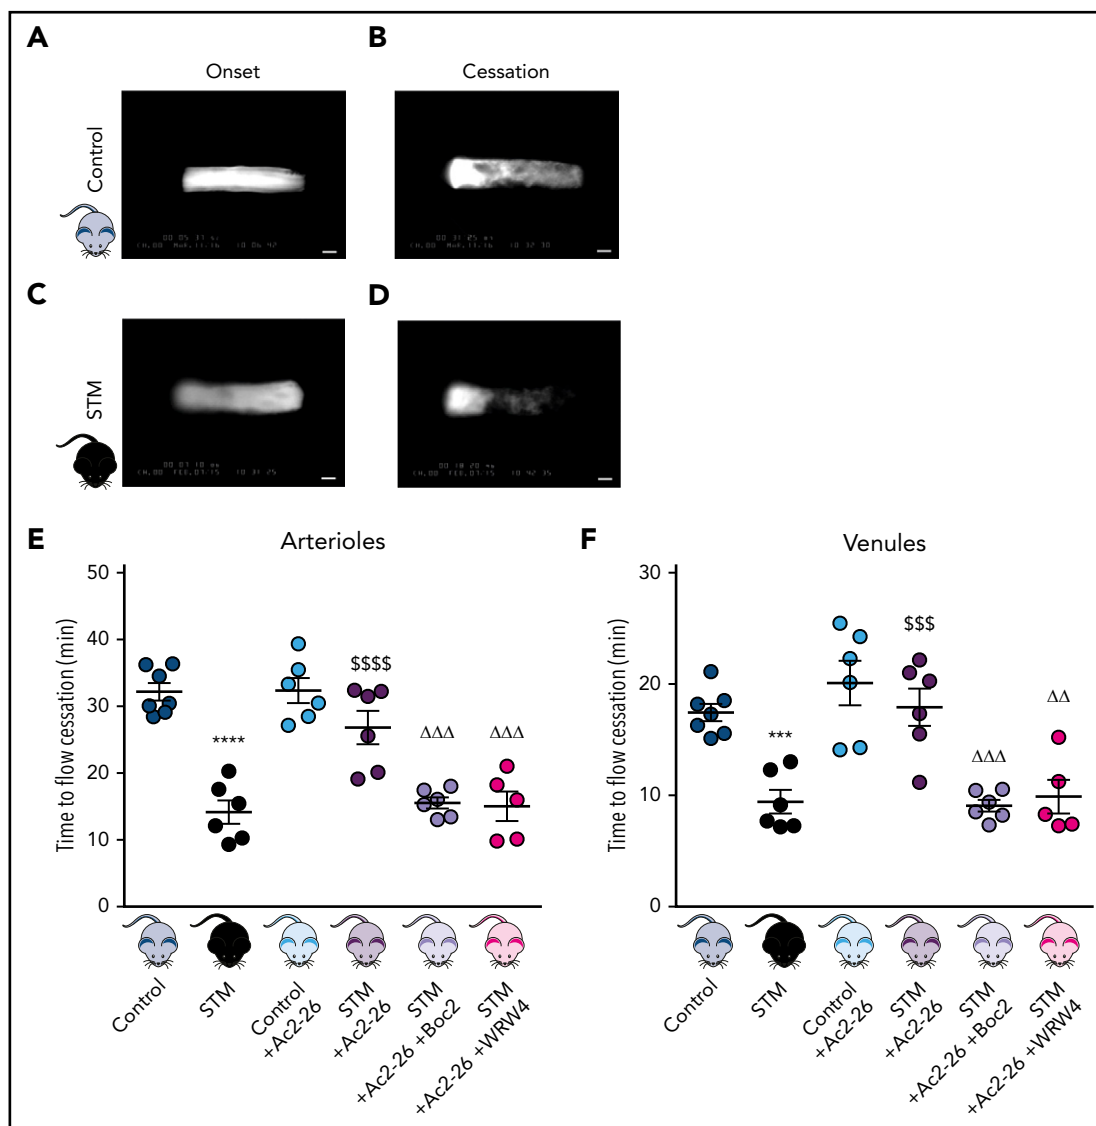 A
B
Onset
Cessation
Control
C
D
STM
E
Arterioles
Time to flow cessation (min)
50
40
30
20
10
0
****
$$$$
ΔΔΔ
ΔΔΔ
Control
STM
Control
+Ac2-26
STM
+Ac2-26
STM
+Ac2-26 +Boc2
STM
+Ac2-26 +WRW4
F
Venules
Time to flow cessation (min)
30
20
10
0
***
$$$
ΔΔΔ
ΔΔ
Control
STM
Control
+Ac2-26
STM
+Ac2-26
STM
+Ac2-26 +Boc2
STM
+Ac2-26 +WRW4